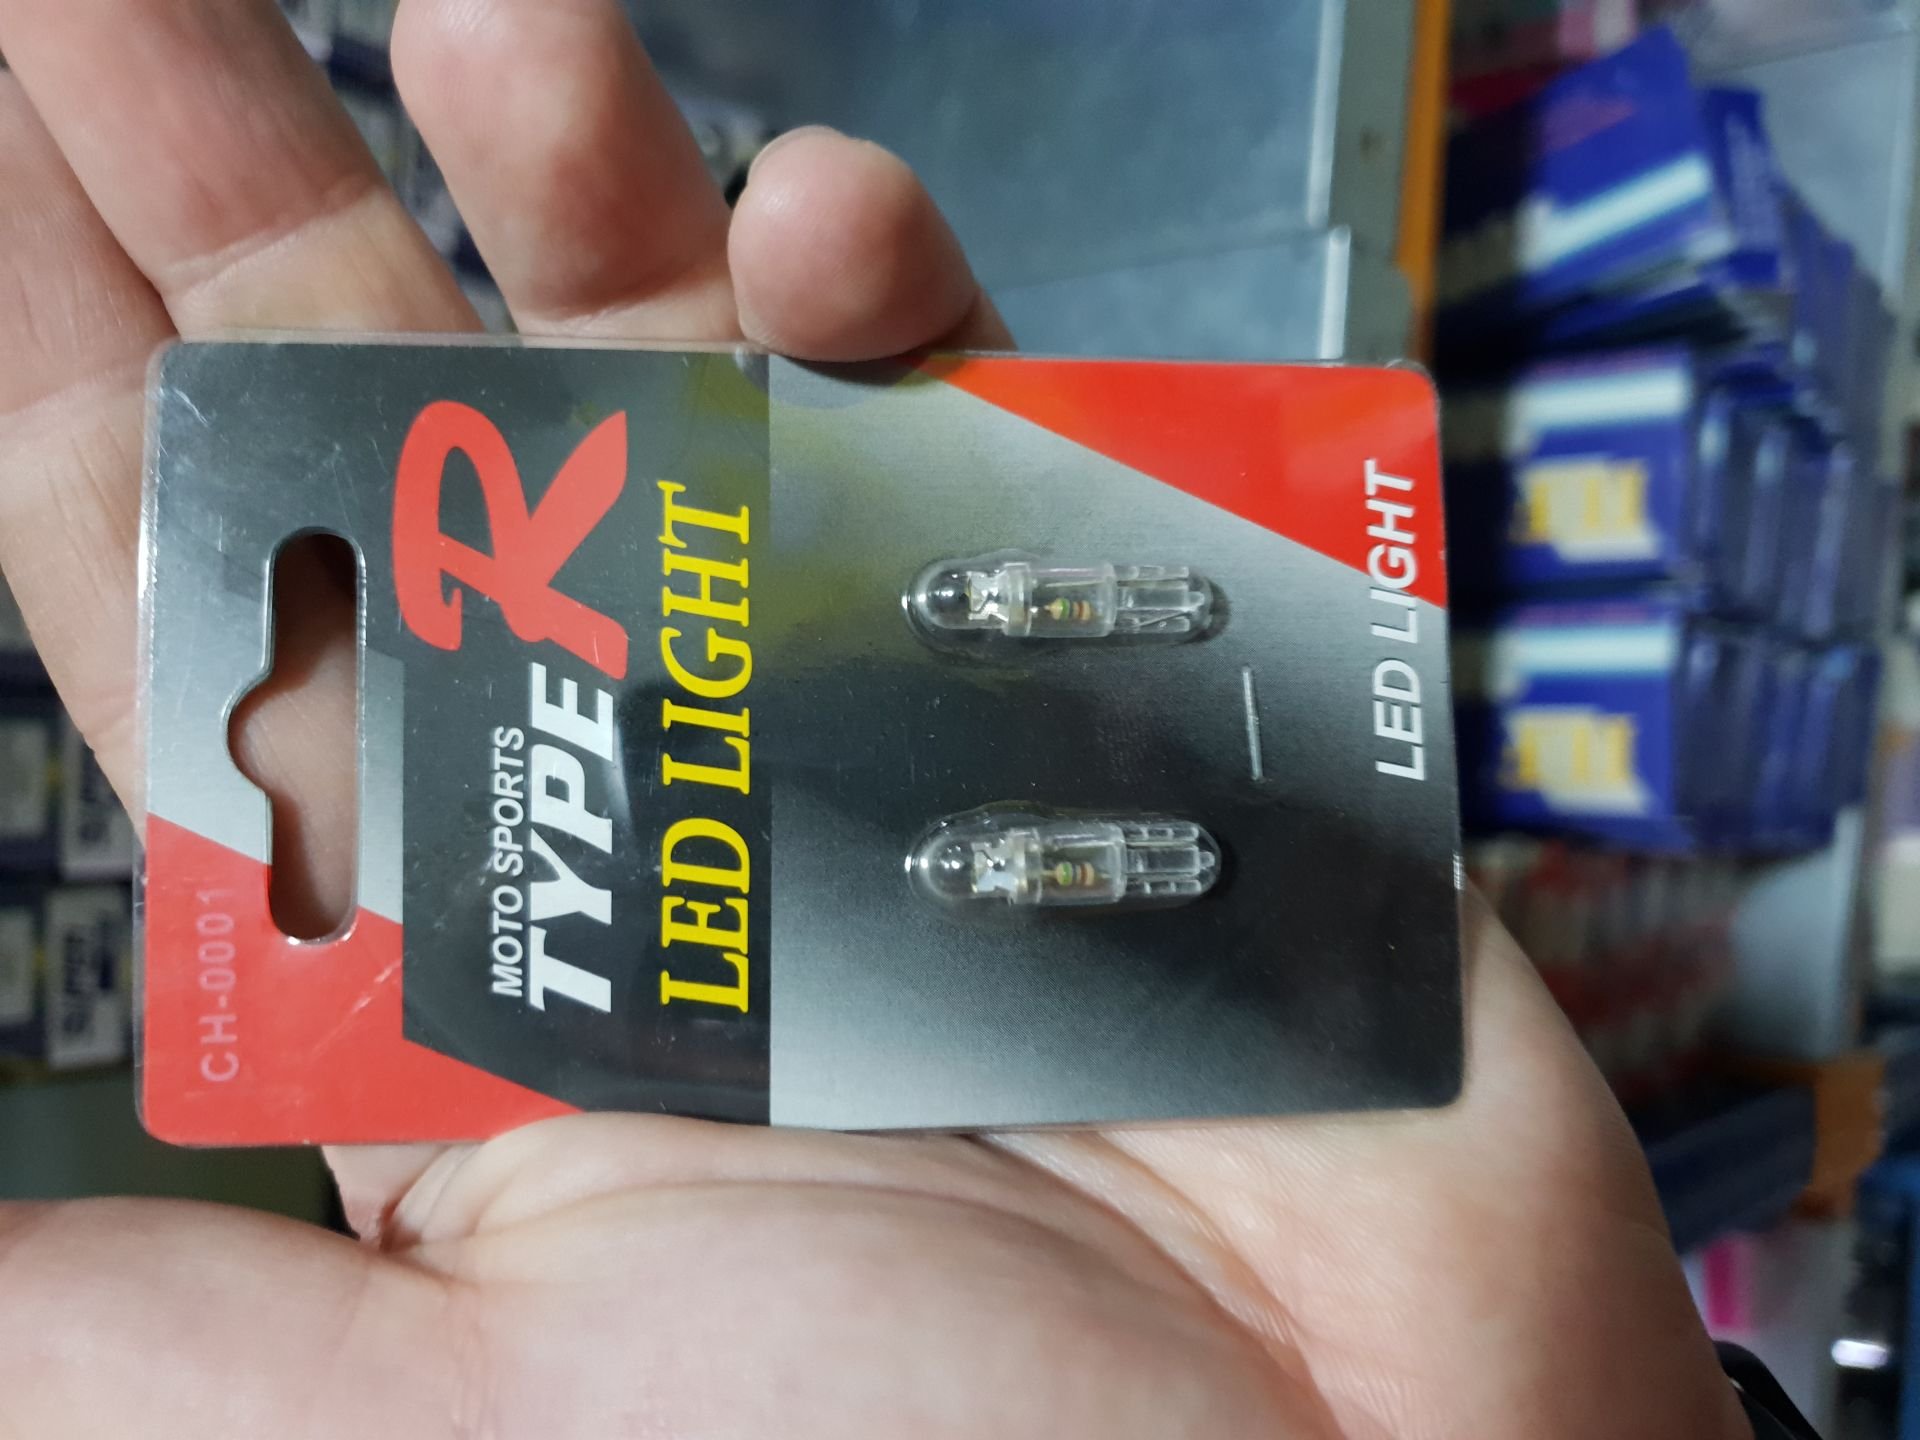 CH-0001
MOTO SPORTS
TYPE R
LED LIGHT
LED LIGHT